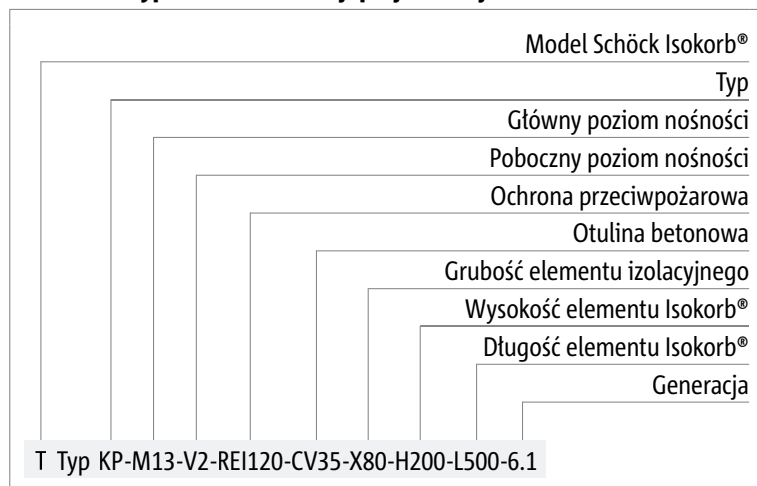 Model Schöck Isokorb®
Typ
Główny poziom nośności
Poboczny poziom nośności
Ochrona przeciwpożarowa
Otulina betonowa
Grubość elementu izolacyjnego
Wysokość elementu Isokorb®
Długość elementu Isokorb®
Generacja
T Typ KP-M13-V2-REI120-CV35-X80-H200-L500-6.1